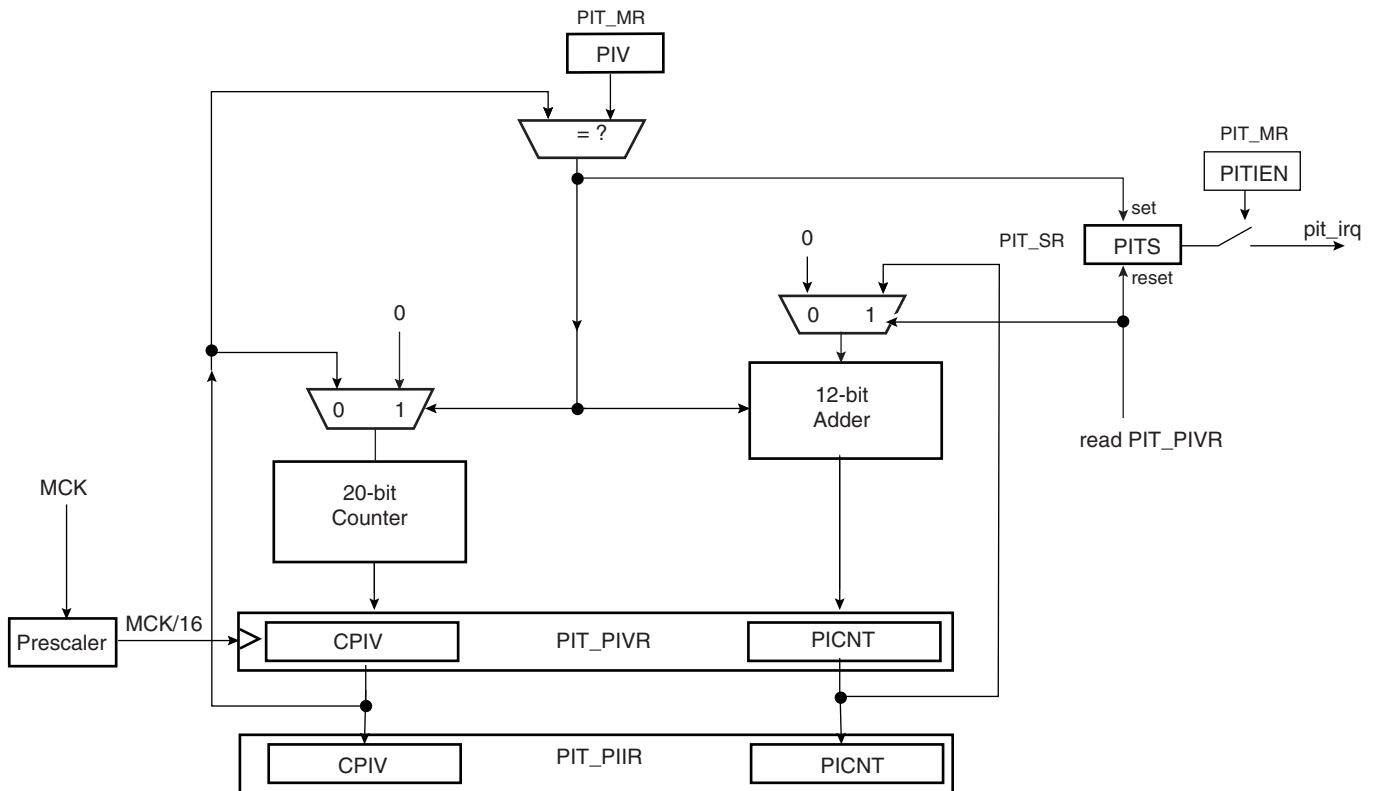 PIT_MR
PIV
= ?
PIT_MR
PITIEN
set
PIT_SR
PITS
pit_irq
reset
0
0 1
0
0 1
12-bit
Adder
read PIT_PIVR
MCK
20-bit
Counter
Prescaler
MCK/16
CPIV
PIT_PIVR
PICNT
CPIV
PIT_PIIR
PICNT